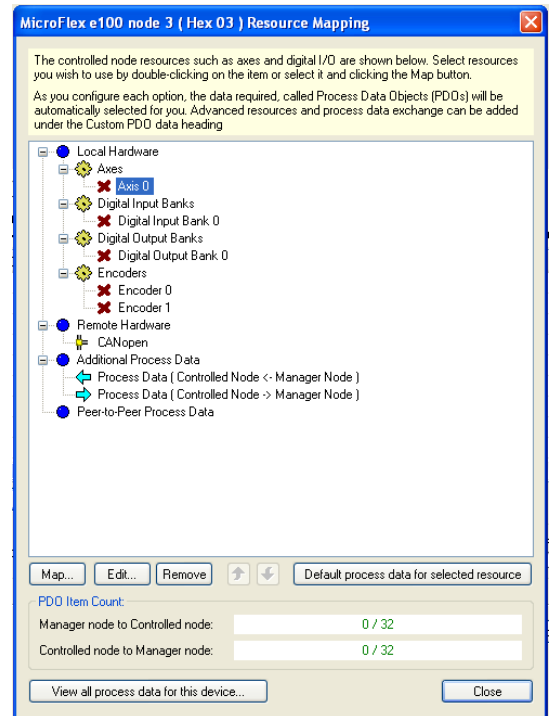 MicroFlex e100 node 3 ( Hex 03 ) Resource Mapping
The controlled node resources such as axes and digital I/O are shown below. Select resources
you wish to use by double-clicking on the item or select it and clicking the Map button.
As you configure each option, the data required, called Process Data Objects (PDOs) will be
automatically selected for you. Advanced resources and process data exchange can be added
under the Custom PDO data heading
Local Hardware
Axes
Axis 0
Digital Input Banks
Digital Input Bank 0
Digital Output Banks
Digital Output Bank 0
Encoders
Encoder 0
Encoder 1
Remote Hardware
CANopen
Additional Process Data
Process Data ( Controlled Node <- Manager Node )
Process Data ( Controlled Node -> Manager Node )
Peer-to-Peer Process Data
Map... Edit... Remove Default process data for selected resource
PDO Item Count:
Manager node to Controlled node: 0 / 32
Controlled node to Manager node: 0 / 32
View all process data for this device... Close